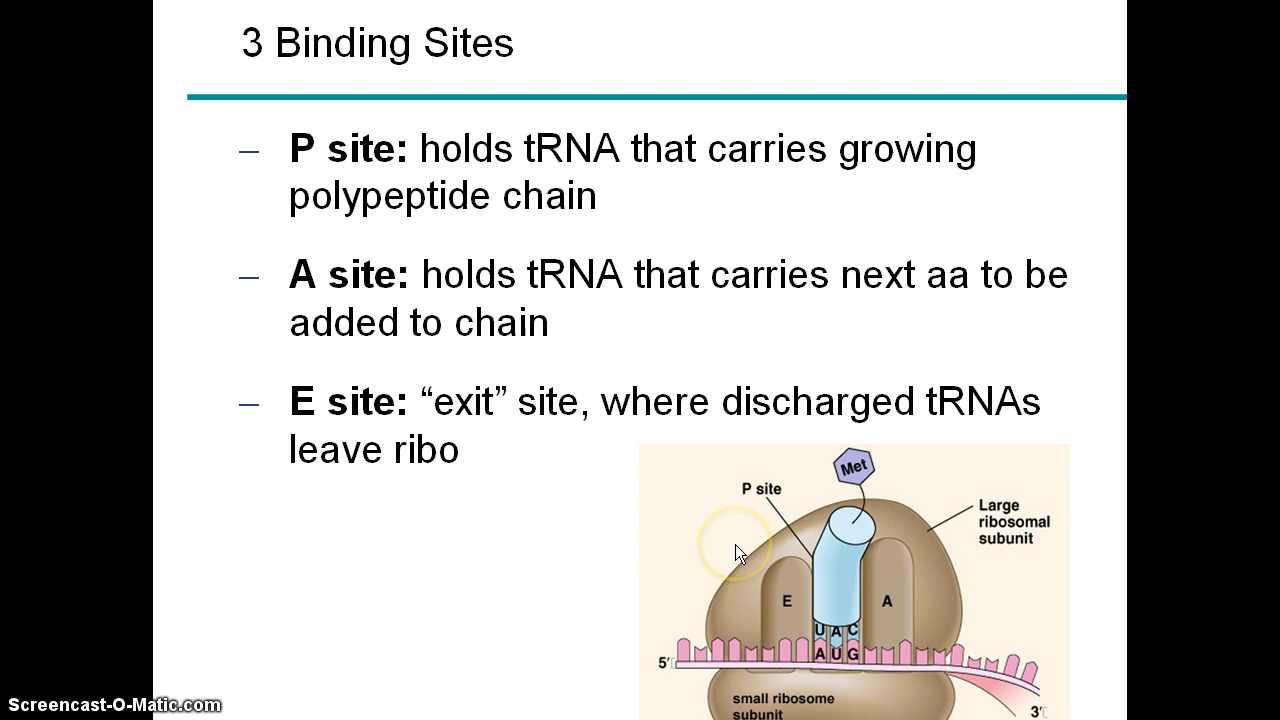 3 Binding Sites
– P site: holds tRNA that carries growing
polypeptide chain
– A site: holds tRNA that carries next aa to be
added to chain
– E site: “exit” site, where discharged tRNAs
leave ribo
Met
P site
Large
ribosomal
subunit
E
A
U A C
A U G
5′
small ribosome
subunit
3′
Screencast-O-Matic.com